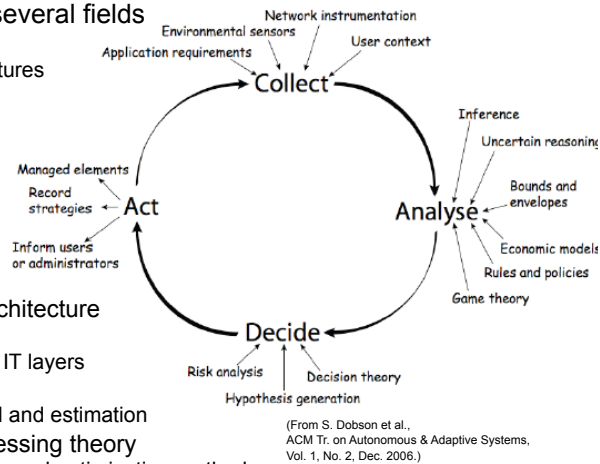 several fields
Network instrumentation
Environmental sensors
User context
Application requirements
Collect
Inference
Uncertain reasoning
Managed elements
Record
strategies
Act
Analyse
Bounds and
envelopes
Inform users
or administrators
Economic models
Rules and policies
Game theory
Decide
IT layers
Risk analysis
Decision theory
Hypothesis generation
and estimation
(From S. Dobson et al.,
ACM Tr. on Autonomous & Adaptive Systems,
Vol. 1, No. 2, Dec. 2006.)
theory